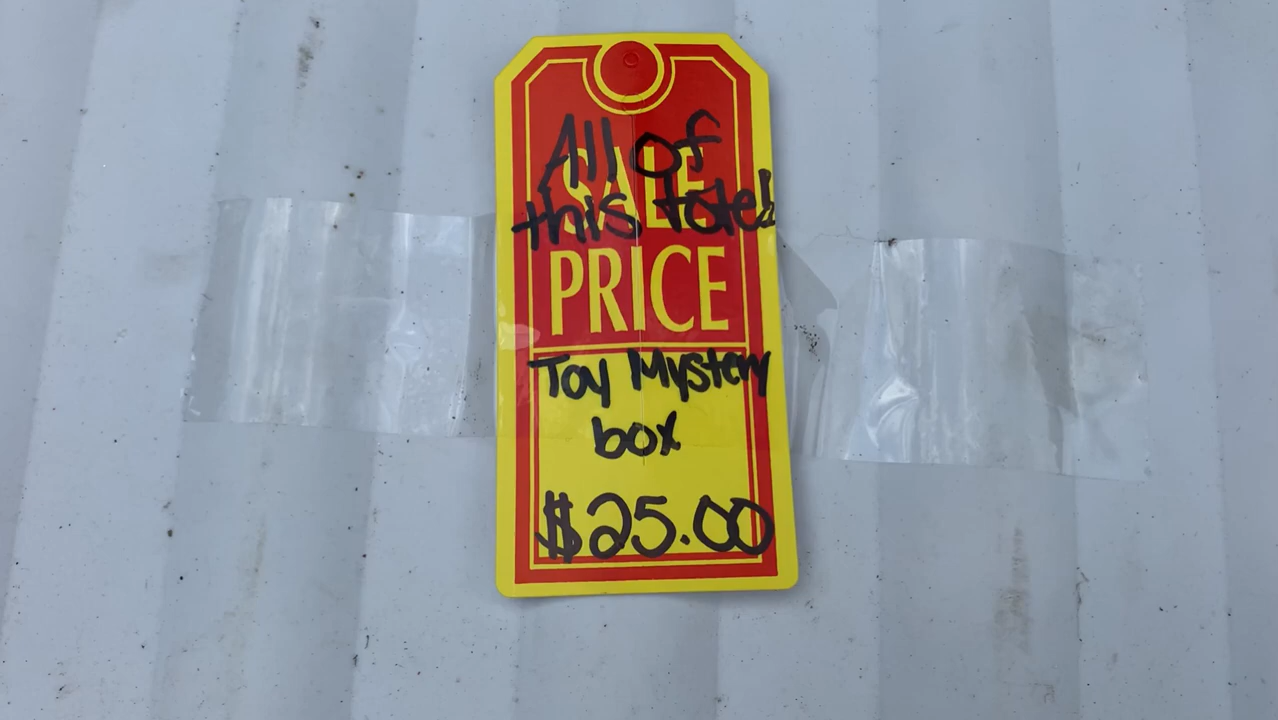 All of
SALE
this tote!
PRICE
Toy Mystery
box
$25.00